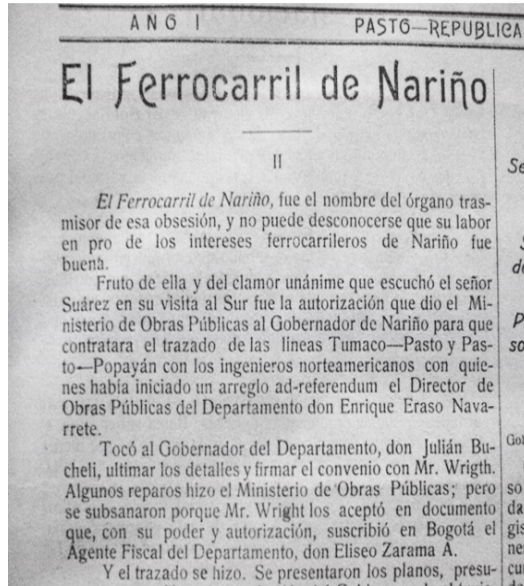 AÑO I PASTO—REPUBLICA
El Ferrocarril de Nariño
II
El Ferrocarril de Nariño, fue el nombre del órgano tras-
misor de esa obsesión, y no puede desconocerse que su labor
en pro de los intereses ferrocarrileros de Nariño fue
buena.
Fruto de ella y del clamor unánime que escuchó el señor
Suárez en su visita al Sur fue la autorización que dio el Mi-
nisterio de Obras Públicas al Gobernador de Nariño para que
contratara el trazado de las lineas Tumaco—Pasto y Pas-
to—Popayán con los ingenieros norteamericanos con quie-
nes había iniciado un arreglo ad-referendum el Director de
Obras Públicas del Departamento don Enrique Eraso Nava-
rrete.
Tocó al Gobernador del Departamento, don Julián Bu-
cheli, ultimar los detalles y firmar el convenio con Mr. Wrigth.
Algunos reparos hizo el Ministerio de Obras Públicas; pero
se subsanaron porque Mr. Wright los aceptó en documento
que, con su poder y autorización, suscribió en Bogotá el
Agente Fiscal del Departamento, don Eliseo Zarama A.
Y el trazado se hizo. Se presentaron los planos, presu-